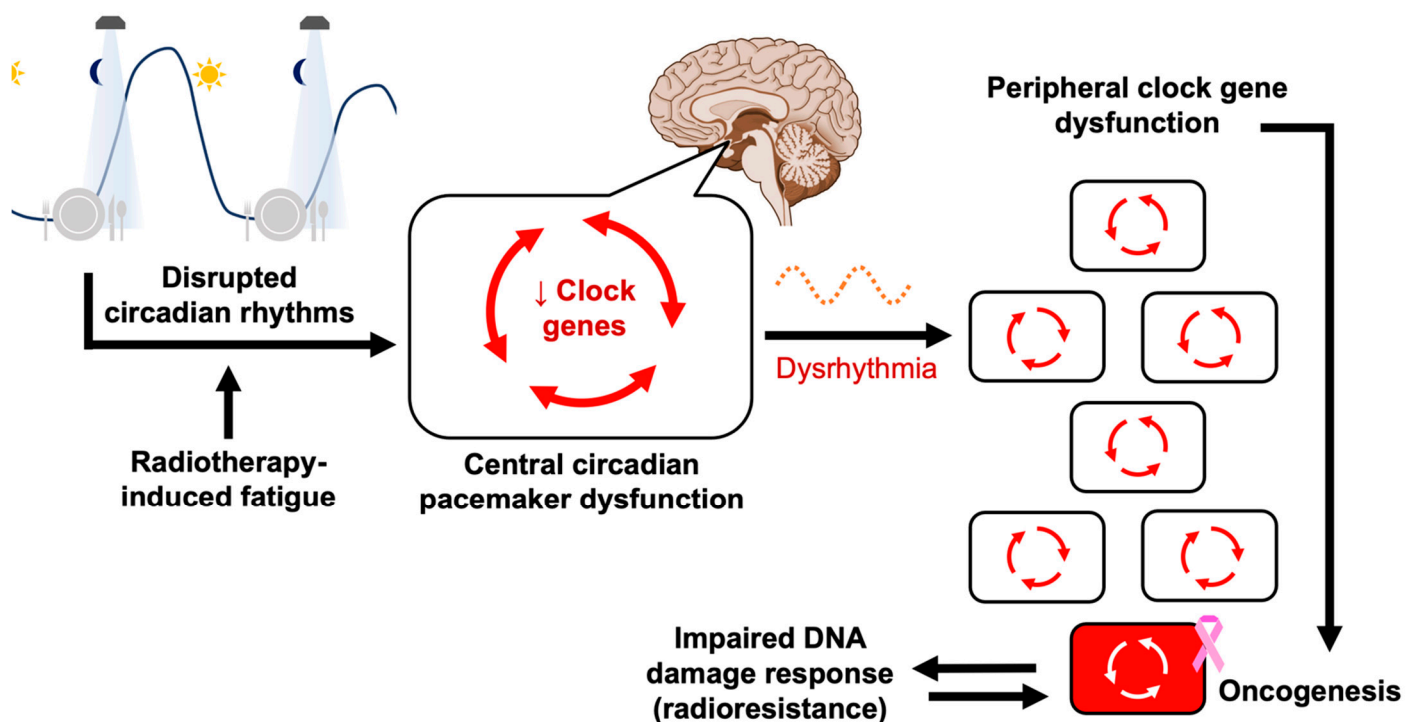 Disrupted
circadian rhythms
Radiotherapy-
induced fatigue
↓ Clock
genes
Central circadian
pacemaker dysfunction
Dysrhythmia
Peripheral clock gene
dysfunction
Impaired DNA
damage response
(radioresistance)
Oncogenesis